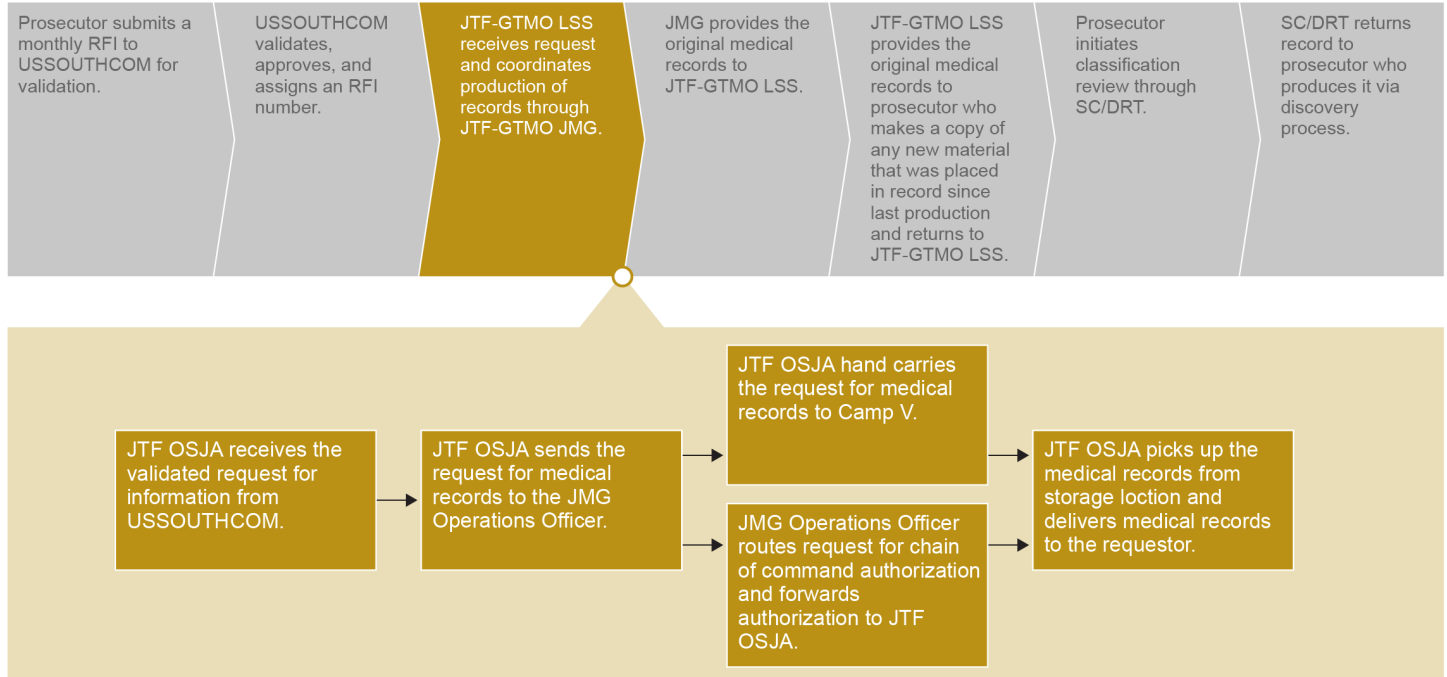 Prosecutor submits a
monthly RFI to
USSOUTHCOM for
validation.
USSOUTHCOM
validates,
approves, and
assigns an RFI
number.
JTF-GTMO LSS
receives request
and coordinates
production of
records through
JTF-GTMO JMG.
JMG provides the
original medical
records to
JTF-GTMO LSS.
JTF-GTMO LSS
provides the
original medical
records to
prosecutor who
makes a copy of
any new material
that was placed
in record since
last production
and returns to
JTF-GTMO LSS.
Prosecutor
initiates
classification
review through
SC/DRT.
SC/DRT returns
record to
prosecutor who
produces it via
discovery
process.
JTF OSJA receives the
validated request for
information from
USSOUTHCOM.
JTF OSJA sends the
request for medical
records to the JMG
Operations Officer.
JTF OSJA hand carries
the request for medical
records to Camp V.
JMG Operations Officer
routes request for chain
of command authorization
and forwards
authorization to JTF
OSJA.
JTF OSJA picks up the
medical records from
storage loction and
delivers medical records
to the requestor.